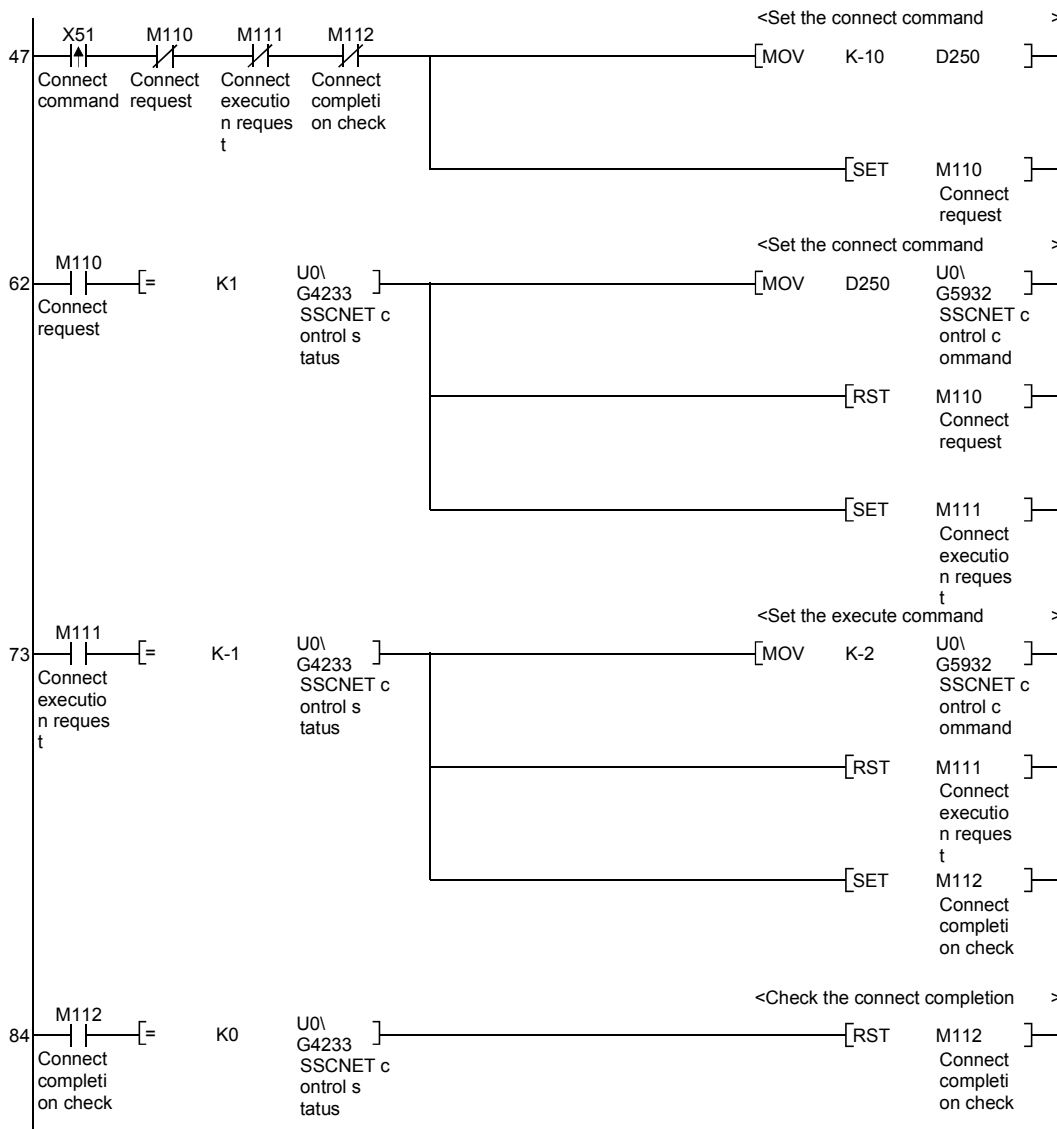 <Set the connect command >
X51 M110 M111 M112
47 [MOV K-10 D250 ]
Connect command
Connect request
Connect executio n reques t
Connect completi on check
[SET M110 ]
Connect
request
<Set the connect command >
M110
62 [= K1 U0\ G4233 ] [MOV D250 U0\ G5932 ]
Connect
request
SSCNET c
ontrol s
tatus
SSCNET c
ontrol c
ommand
[RST M110 ]
Connect
request
[SET M111 ]
Connect
executio
n reques
t
<Set the execute command >
M111
73 [= K-1 U0\ G4233 ] [MOV K-2 U0\ G5932 ]
Connect
executio
n reques
t
SSCNET c
ontrol s
tatus
SSCNET c
ontrol c
ommand
[RST M111 ]
Connect
executio
n reques
t
[SET M112 ]
Connect
completi
on check
<Check the connect completion >
M112
84 [= K0 U0\ G4233 ] [RST M112 ]
Connect
completi
on check
SSCNET c
ontrol s
tatus
Connect
completi
on check